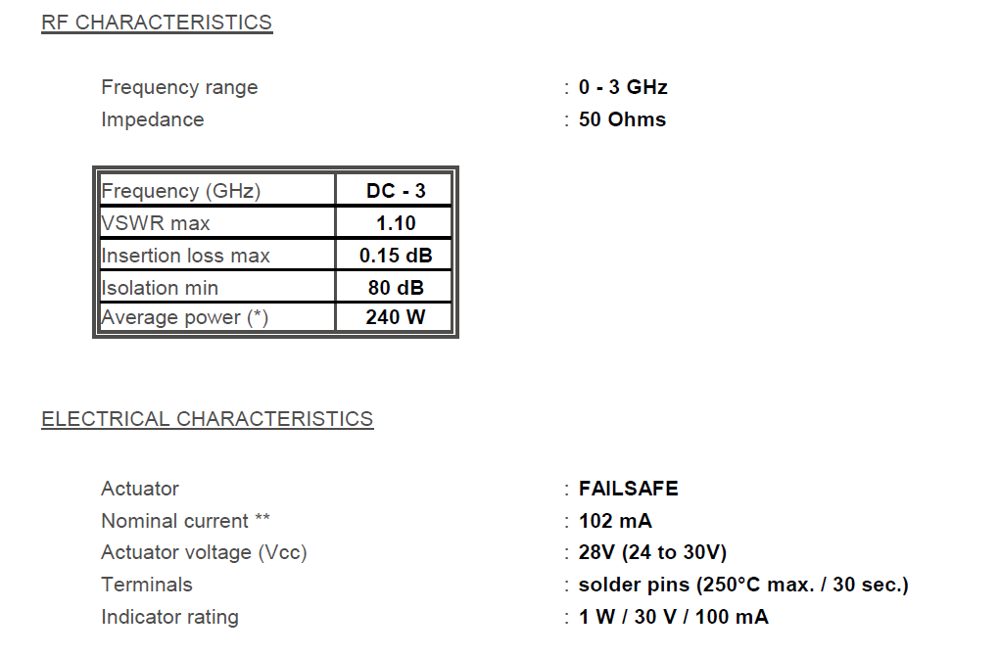 RF CHARACTERISTICS
Frequency range : 0 - 3 GHz
Impedance : 50 Ohms
Frequency (GHz) DC - 3
VSWR max 1.10
Insertion loss max 0.15 dB
Isolation min 80 dB
Average power (*) 240 W
ELECTRICAL CHARACTERISTICS
Actuator : FAILSAFE
Nominal current ** : 102 mA
Actuator voltage (Vcc) : 28V (24 to 30V)
Terminals : solder pins (250°C max. / 30 sec.)
Indicator rating : 1 W / 30 V / 100 mA